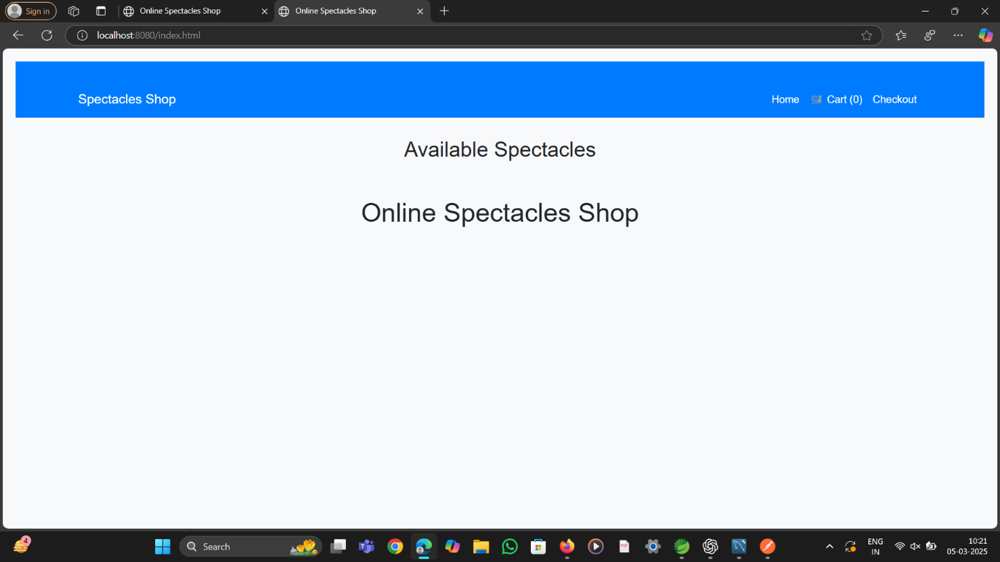 Sign in
Online Spectacles Shop
Online Spectacles Shop
localhost:8080/index.html
Spectacles Shop
Home
Cart (0)
Checkout
Available Spectacles
Online Spectacles Shop
4
Search
T
PDF
ENG
IN
10:21
05-03-2025